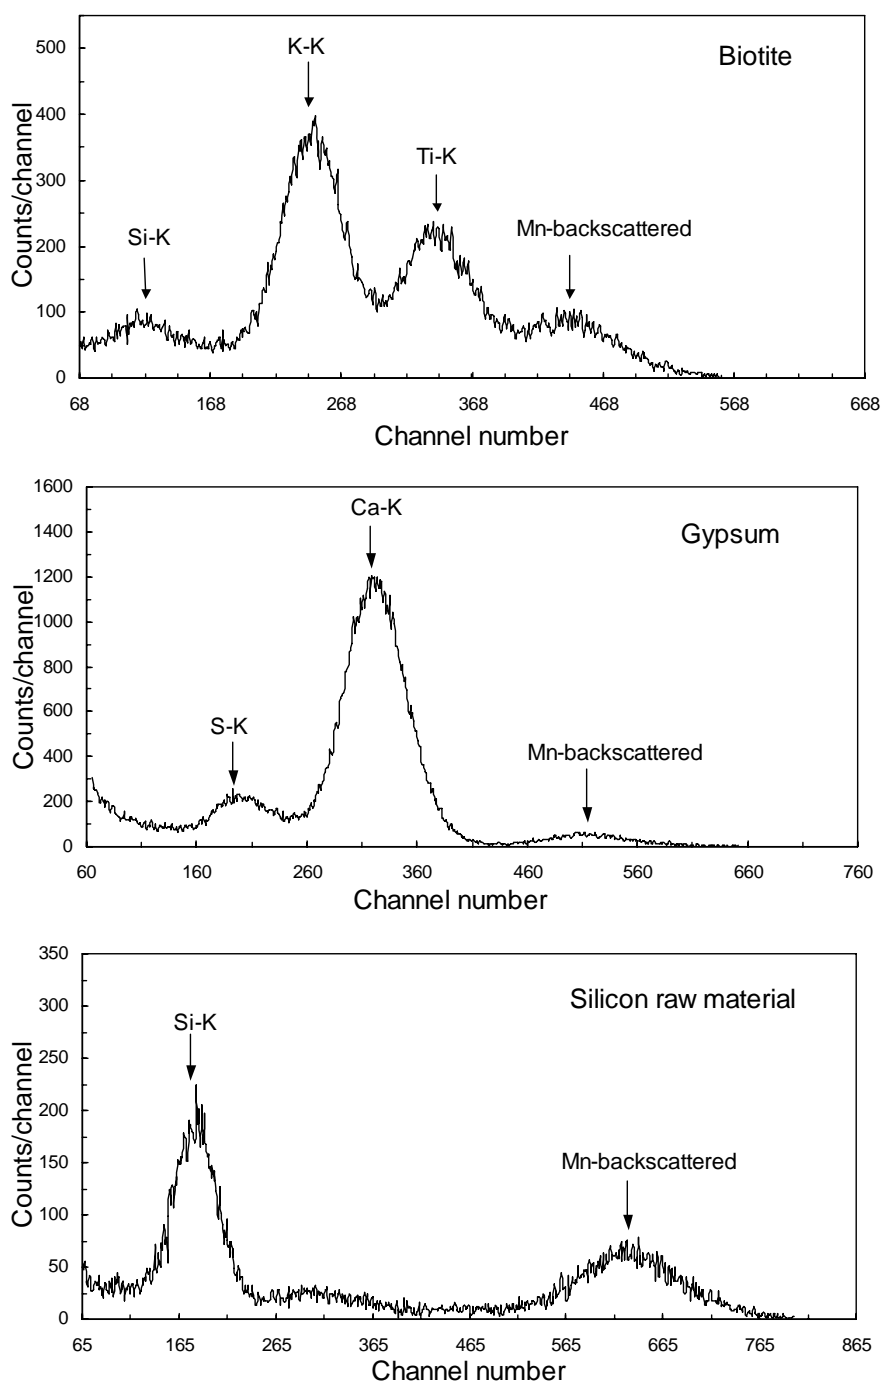 Biotite
Counts/channel
500
400
300
200
100
0
K-K
Ti-K
Si-K
Mn-backscattered
68 168 268 368 468 568 668
Channel number
Gypsum
Counts/channel
1600
1400
1200
1000
800
600
400
200
0
Ca-K
S-K
Mn-backscattered
60 160 260 360 460 560 660 760
Channel number
Silicon raw material
Counts/channel
350
300
250
200
150
100
50
0
Si-K
Mn-backscattered
65 165 265 365 465 565 665 765 865
Channel number